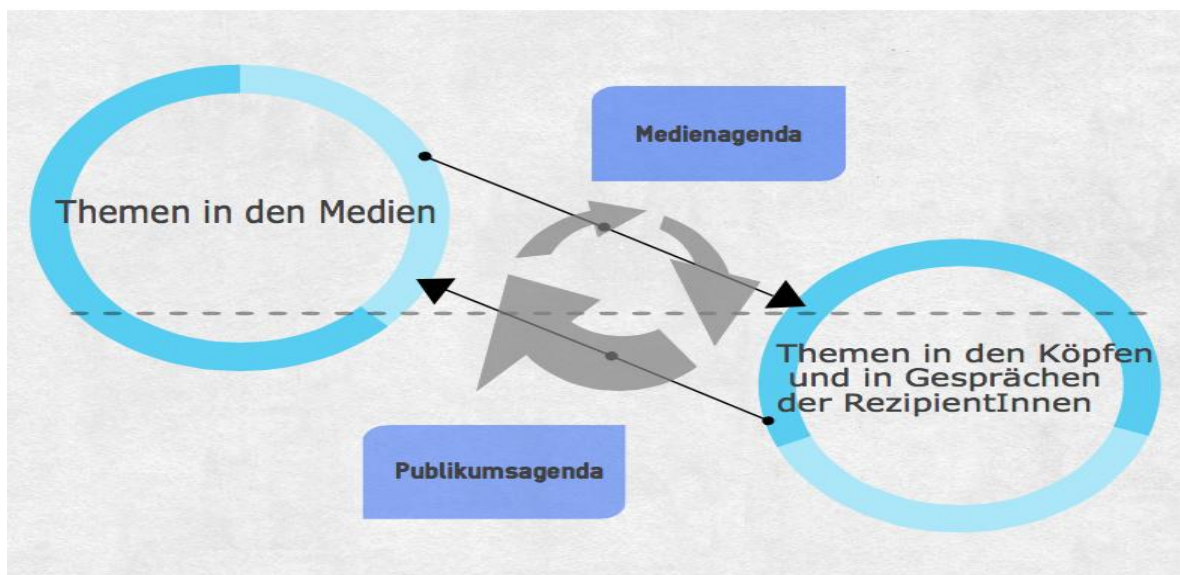 Medienagenda
Themen in den Medien
Themen in den Köpfen
und in Gesprächen
der RezipientInnen
Publikumsagenda